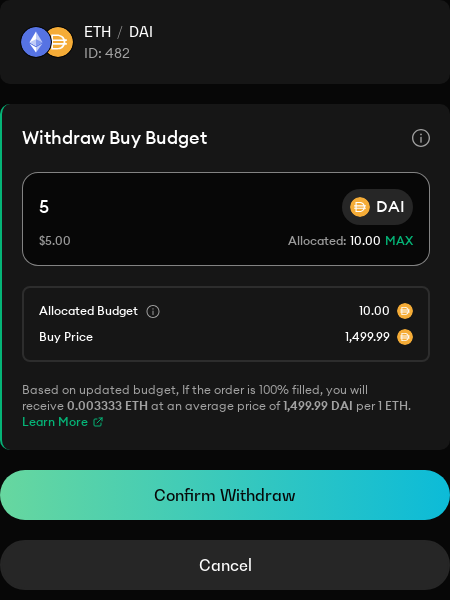 ETH / DAI
ID: 482
Withdraw Buy Budget
5 DAI
$5.00 Allocated: 10.00 MAX
Allocated Budget 10.00
Buy Price 1,499.99
Based on updated budget, If the order is 100% filled, you will
receive 0.003333 ETH at an average price of 1,499.99 DAI per 1 ETH.
Learn More
Confirm Withdraw
Cancel